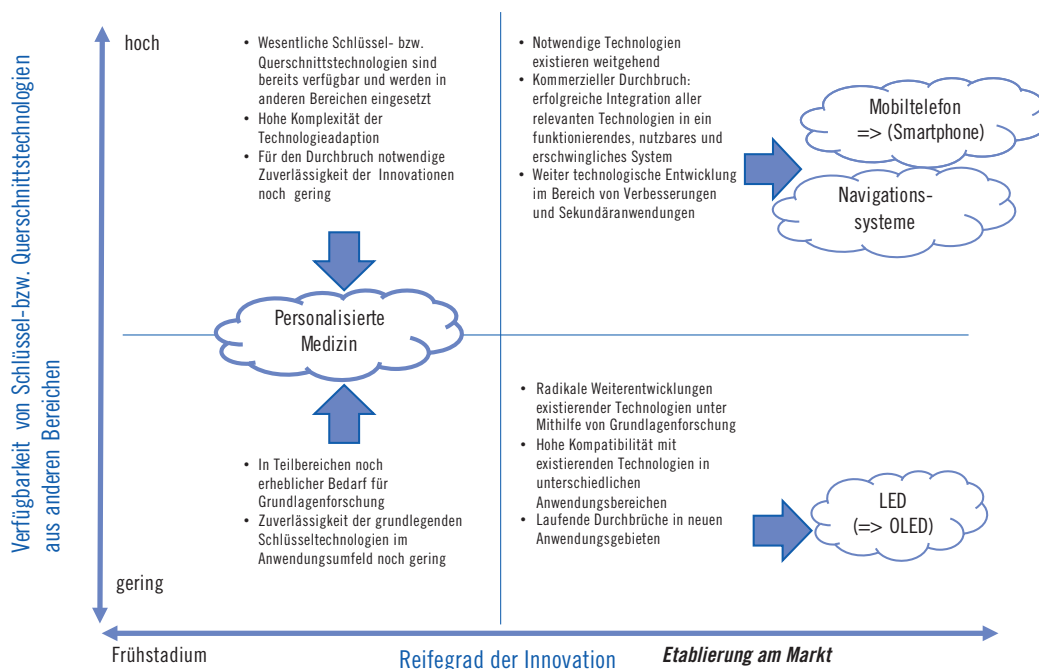 Verfügbarkeit von Schlüssel-bzw. Querschnittstechnologien
aus anderen Bereichen
hoch
• Wesentliche Schlüssel- bzw.
Querschnittstechnologien sind
bereits verfügbar und werden in
anderen Bereichen eingesetzt
• Hohe Komplexität der
Technologieadaption
• Für den Durchbruch notwendige
Zuverlässigkeit der Innovationen
noch gering
• Notwendige Technologien
existieren weitgehend
• Kommerzieller Durchbruch:
erfolgreiche Integration aller
relevanten Technologien in ein
funktionierendes, nutzbares und
erschwingliches System
• Weiter technologische Entwicklung
im Bereich von Verbesserungen
und Sekundäranwendungen
Mobiltelefon
=> (Smartphone)
Navigations-
systeme
Personalisierte
Medizin
• In Teilbereichen noch
erheblicher Bedarf für
Grundlagenforschung
• Zuverlässigkeit der grundlegenden
Schlüseltechnologien im
Anwendungsumfeld noch gering
• Radikale Weiterentwicklungen
existierender Technologien unter
Mithilfe von Grundlagenforschung
• Hohe Kompatibilität mit
existierenden Technologien in
unterschiedlichen
Anwendungsbereichen
• Laufende Durchbrüche in neuen
Anwendungsgebieten
LED
(=> OLED)
gering
Frühstadium
Reifegrad der Innovation
Etablierung am Markt